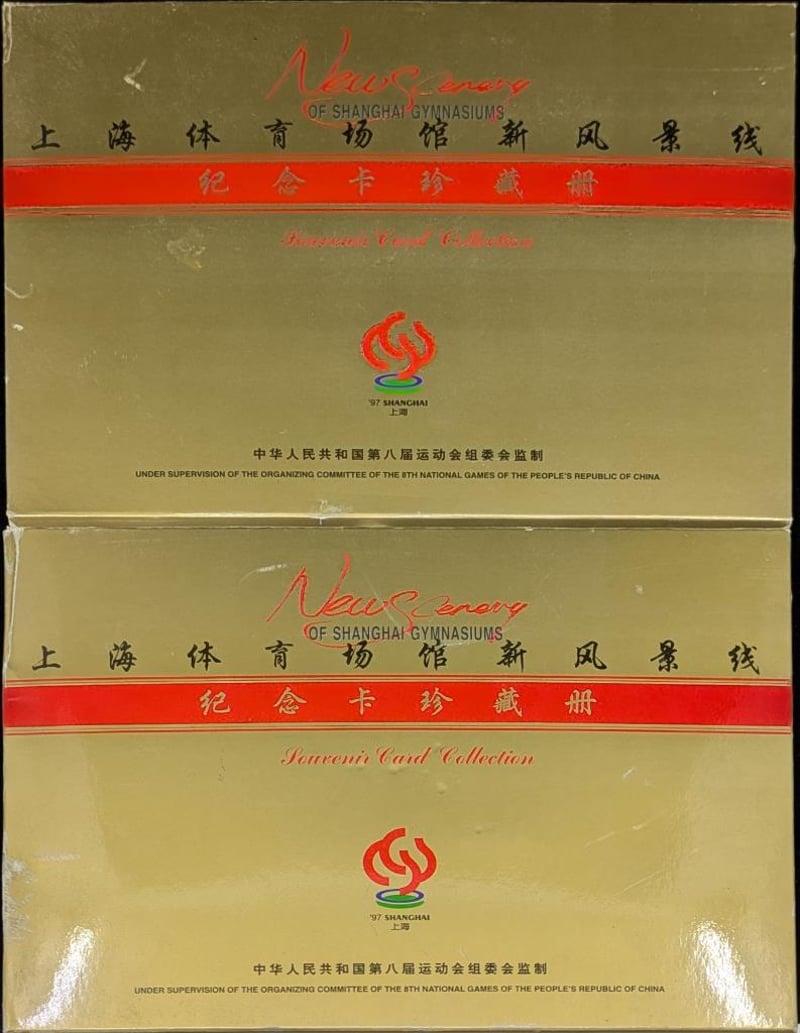 New Scenery
OF SHANGHAI GYMNASIUMS
上海体育场馆新风景线
纪念卡珍藏册
Souvenir Card Collection
'97 SHANGHAI
上海
中华人民共和国第八届运动会组委会监制
UNDER SUPERVISION OF THE ORGANIZING COMMITTEE OF THE 8TH NATIONAL GAMES OF THE PEOPLE'S REPUBLIC OF CHINA
New Scenery
OF SHANGHAI GYMNASIUMS
上海体育场馆新风景线
纪念卡珍藏册
Souvenir Card Collection
'97 SHANGHAI
上海
中华人民共和国第八届运动会组委会监制
UNDER SUPERVISION OF THE ORGANIZING COMMITTEE OF THE 8TH NATIONAL GAMES OF THE PEOPLE'S REPUBLIC OF CHINA